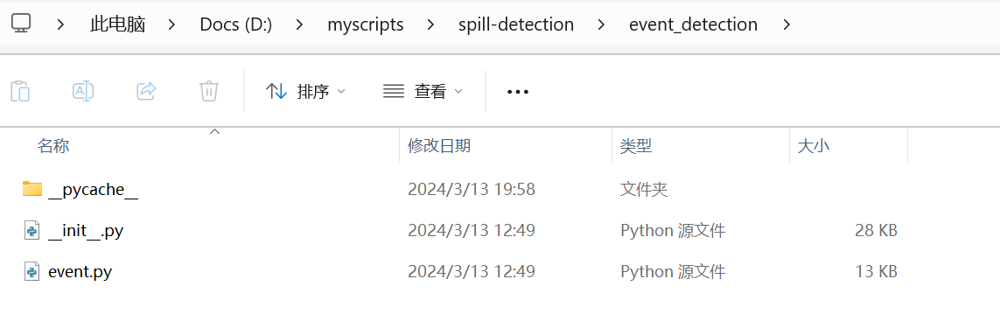 此电脑 Docs (D:) myscripts spill-detection event_detection
排序 查看
名称 修改日期 类型 大小
__pycache__ 2024/3/13 19:58 文件夹
__init__.py 2024/3/13 12:49 Python 源文件 28 KB
event.py 2024/3/13 12:49 Python 源文件 13 KB